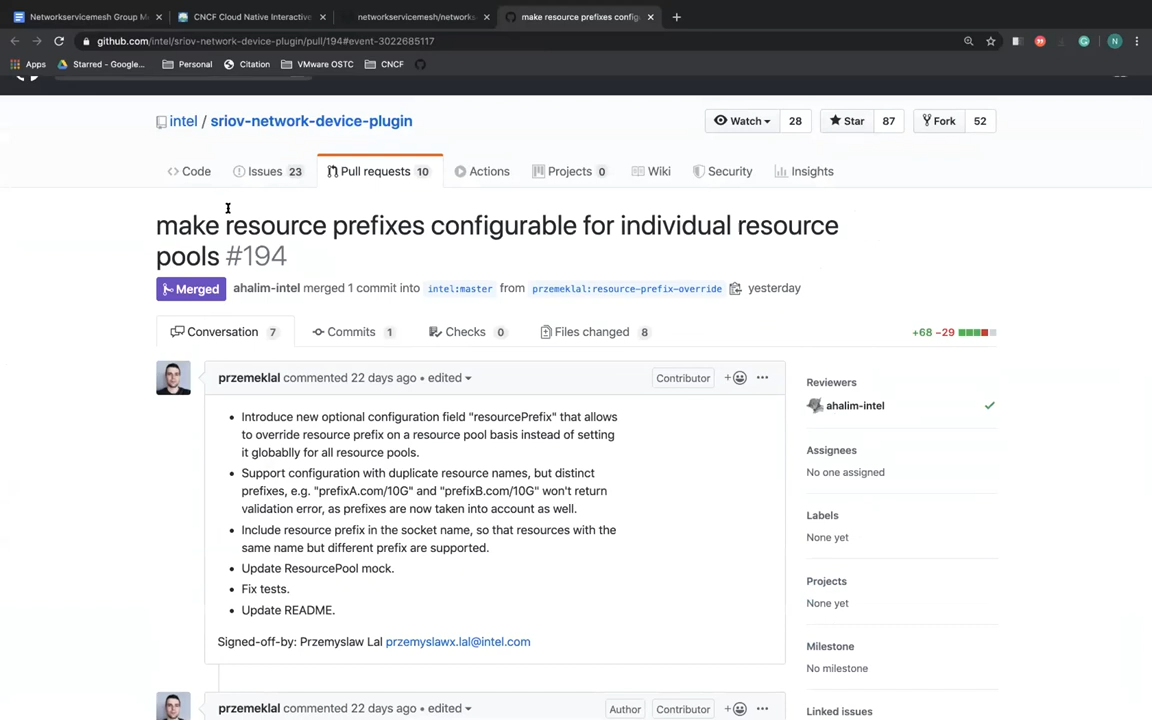 Networkservicemesh Group M
CNCF Cloud Native Interactive
networkservicemesh/networks
make resource prefixes config
github.com/intel/sriov-network-device-plugin/pull/194#event-3022685117
N
Apps
Starred - Google...
Personal
Citation
VMware OSTC
CNCF
intel / sriov-network-device-plugin
Watch 28
Star 87
Fork 52
Code
Issues 23
Pull requests 10
Actions
Projects 0
Wiki
Security
Insights
make resource prefixes configurable for individual resource
pools #194
Merged ahalim-intel merged 1 commit into intel:master from przemeklal:resource-prefix-override yesterday
Conversation 7
Commits 1
Checks 0
Files changed 8
+68 −29
przemeklal commented 22 days ago • edited
Contributor
• Introduce new optional configuration field "resourcePrefix" that allows
to override resource prefix on a resource pool basis instead of setting
it globablly for all resource pools.
• Support configuration with duplicate resource names, but distinct
prefixes, e.g. "prefixA.com/10G" and "prefixB.com/10G" won't return
validation error, as prefixes are now taken into account as well.
• Include resource prefix in the socket name, so that resources with the
same name but different prefix are supported.
• Update ResourcePool mock.
• Fix tests.
• Update README.
Signed-off-by: Przemyslaw Lal przemyslawx.lal@intel.com
przemeklal commented 22 days ago • edited
Author
Contributor
Reviewers
ahalim-intel
Assignees
No one assigned
Labels
None yet
Projects
None yet
Milestone
No milestone
Linked issues